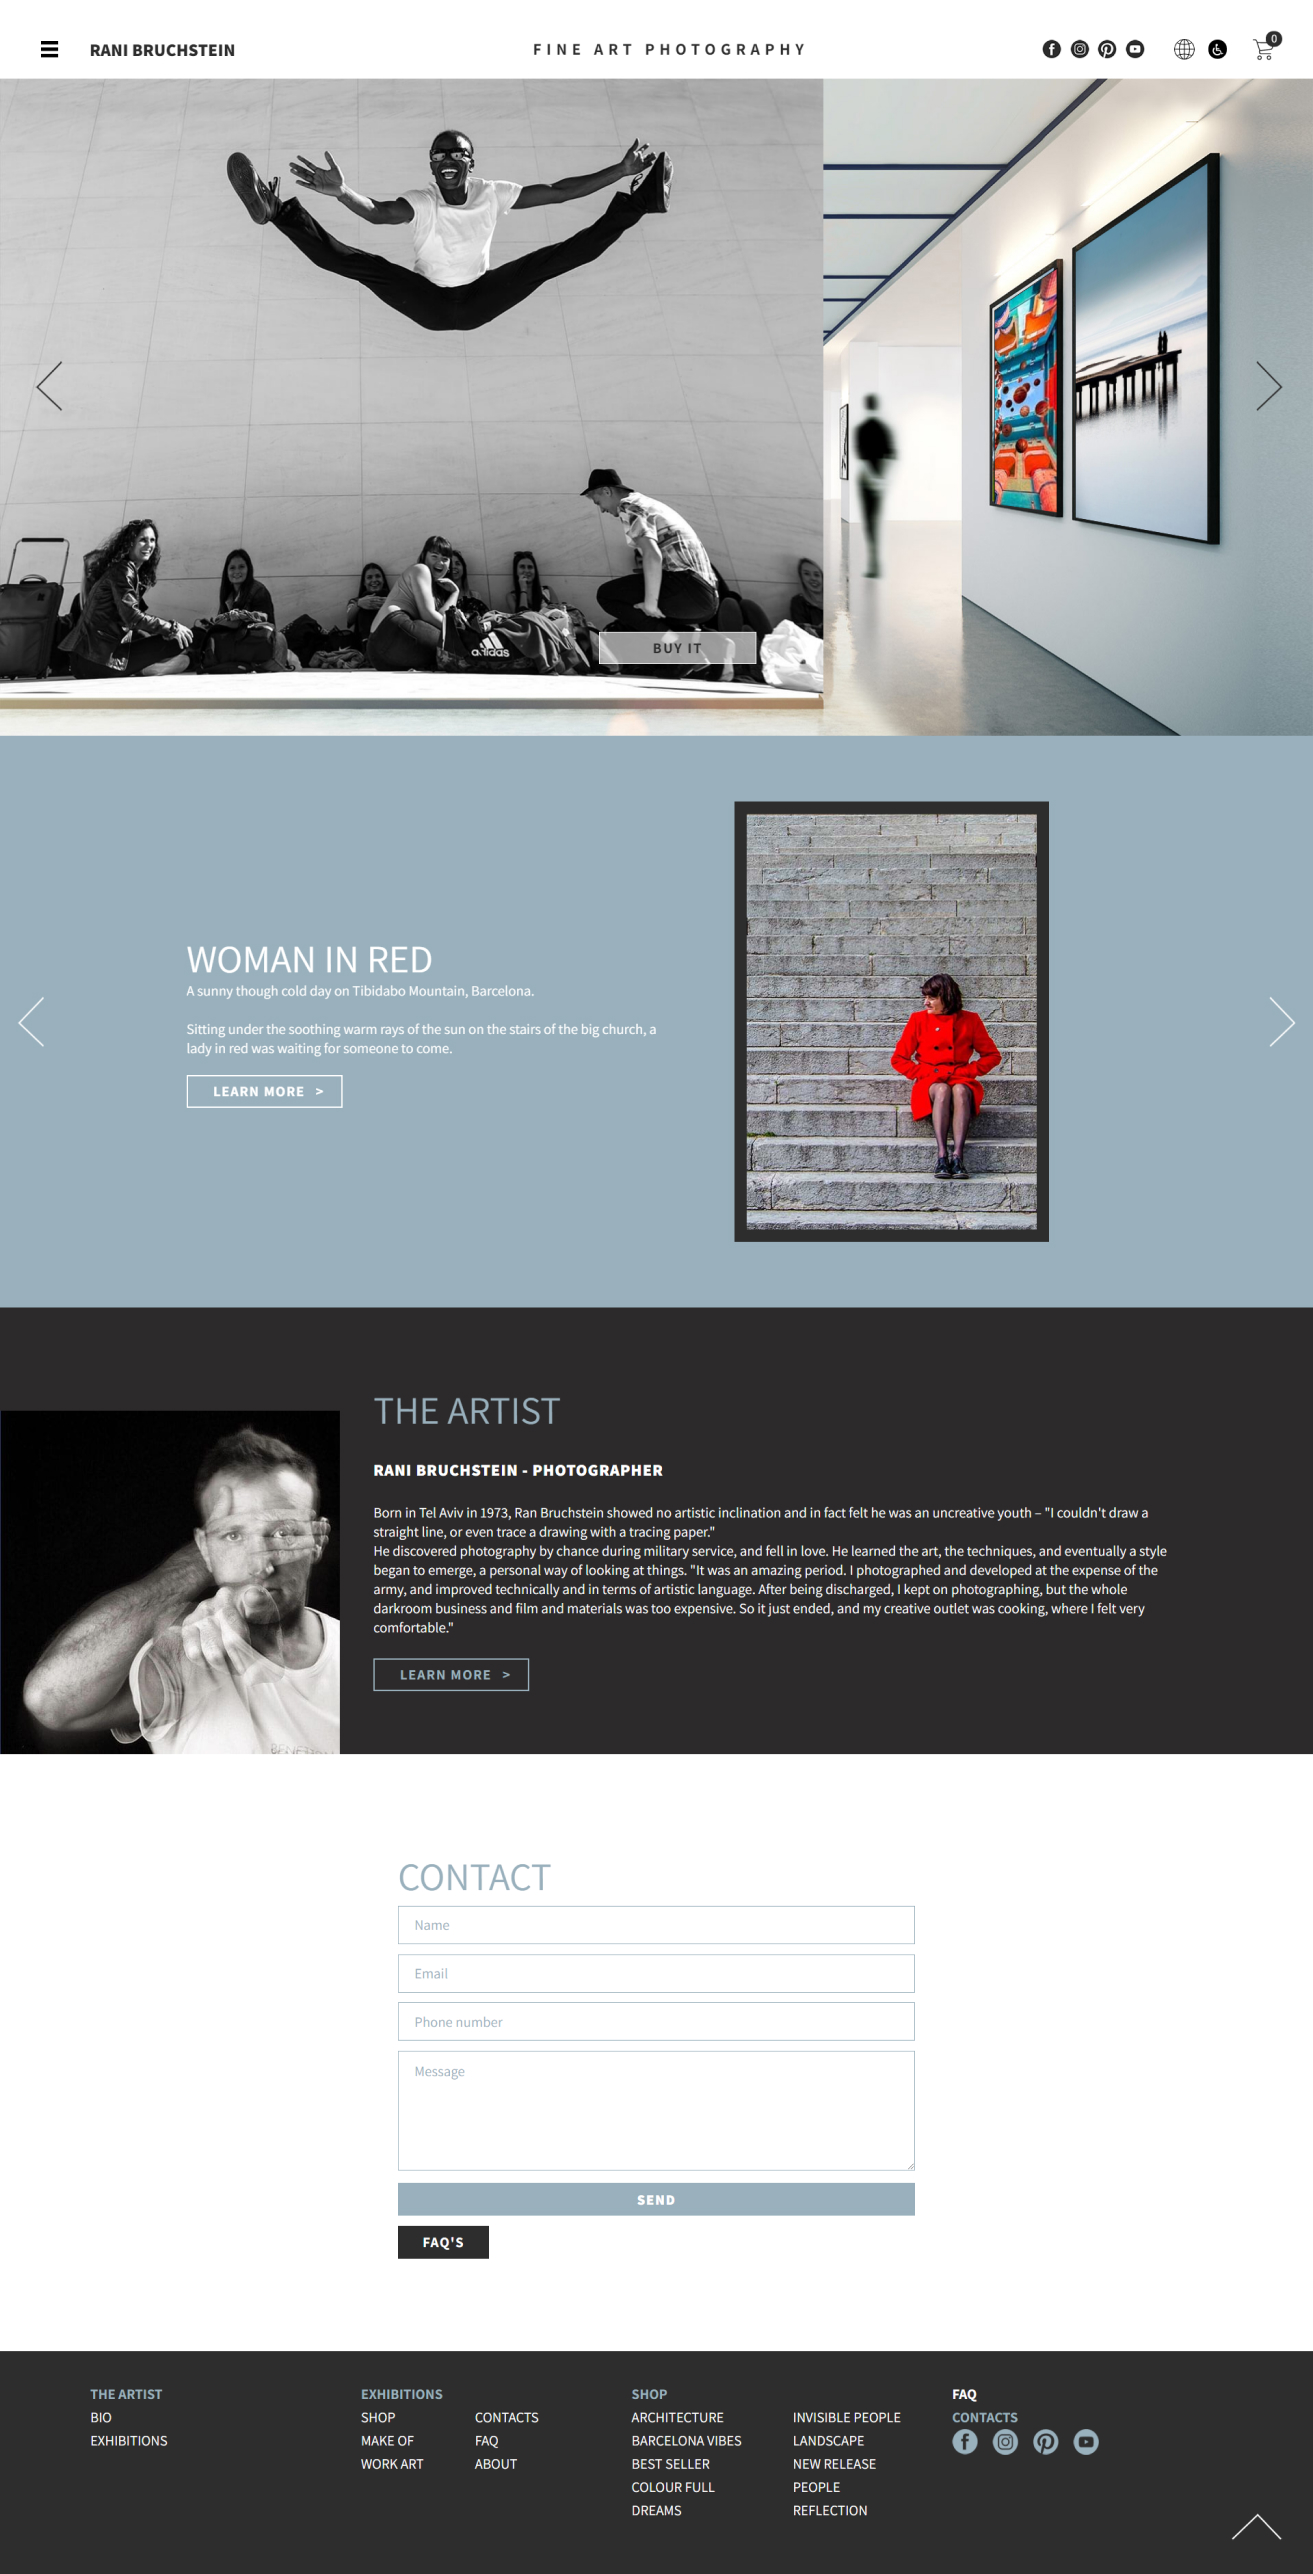 RANI BRUCHSTEIN
FINE ART PHOTOGRAPHY
0
adidas
BUY IT
WOMAN IN RED
A sunny though cold day on Tibidabo Mountain, Barcelona.
Sitting under the soothing warm rays of the sun on the stairs of the big church, a
lady in red was waiting for someone to come.
LEARN MORE >
THE ARTIST
RANI BRUCHSTEIN - PHOTOGRAPHER
Born in Tel Aviv in 1973, Ran Bruchstein showed no artistic inclination and in fact felt he was an uncreative youth – "I couldn't draw a
straight line, or even trace a drawing with a tracing paper."
He discovered photography by chance during military service, and fell in love. He learned the art, the techniques, and eventually a style
began to emerge, a personal way of looking at things. "It was an amazing period. I photographed and developed at the expense of the
army, and improved technically and in terms of artistic language. After being discharged, I kept on photographing, but the whole
darkroom business and film and materials was too expensive. So it just ended, and my creative outlet was cooking, where I felt very
comfortable."
LEARN MORE >
CONTACT
Name
Email
Phone number
Message
SEND
FAQ'S
THE ARTIST
BIO
EXHIBITIONS
EXHIBITIONS
SHOP
MAKE OF
WORK ART
CONTACTS
FAQ
ABOUT
SHOP
ARCHITECTURE
BARCELONA VIBES
BEST SELLER
COLOUR FULL
DREAMS
INVISIBLE PEOPLE
LANDSCAPE
NEW RELEASE
PEOPLE
REFLECTION
FAQ
CONTACTS